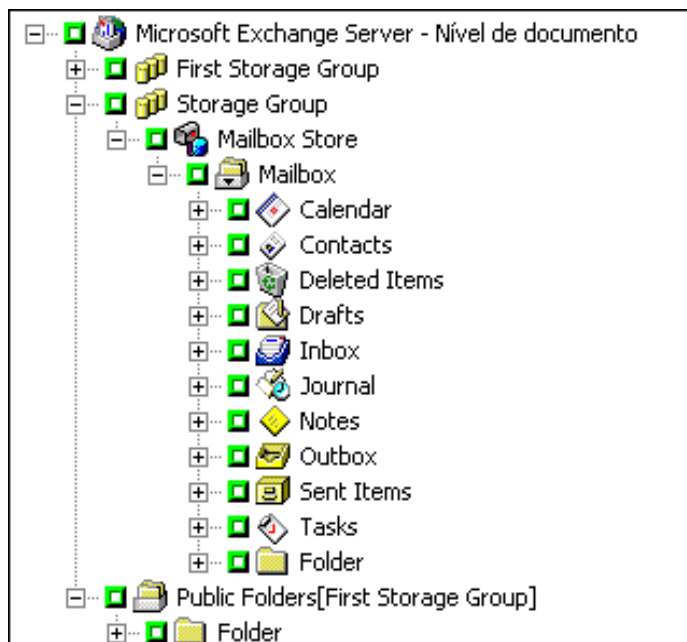 Microsoft Exchange Server - Nível de documento
First Storage Group
Storage Group
Mailbox Store
Mailbox
Calendar
Contacts
Deleted Items
Drafts
Inbox
Journal
Notes
Outbox
Sent Items
Tasks
Folder
Public Folders[First Storage Group]
Folder